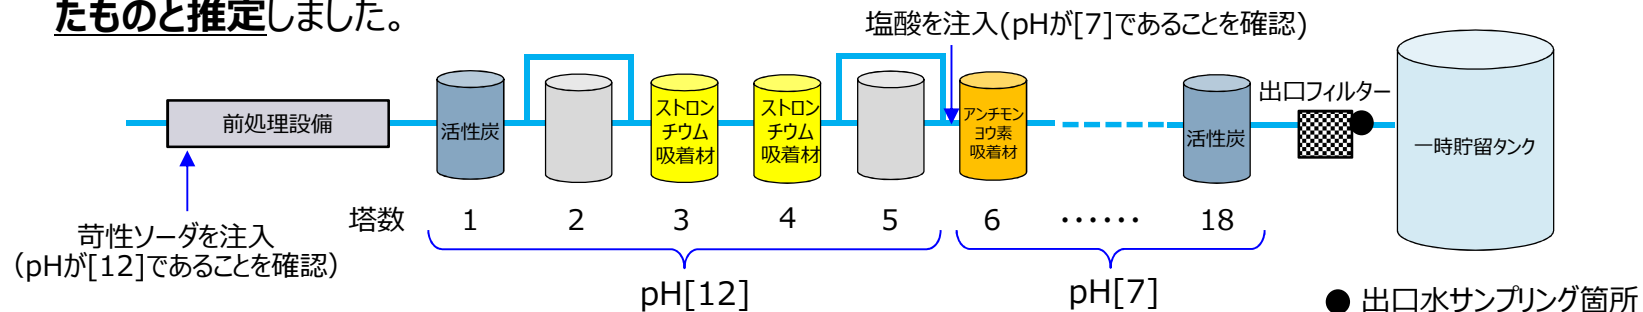 たものと推定しました。
塩酸を注入(pHが[7]であることを確認)
前処理設備
活性炭
ストロン
チウム
吸着材
ストロン
チウム
吸着材
アンチモン
ヨウ素
吸着材
活性炭
出口フィルター
一時貯留タンク
苛性ソーダを注入
(pHが[12]であることを確認)
塔数 1 2 3 4 5 6 ・・・・・・ 18
pH[12]
pH[7]
● 出口水サンプリング箇所